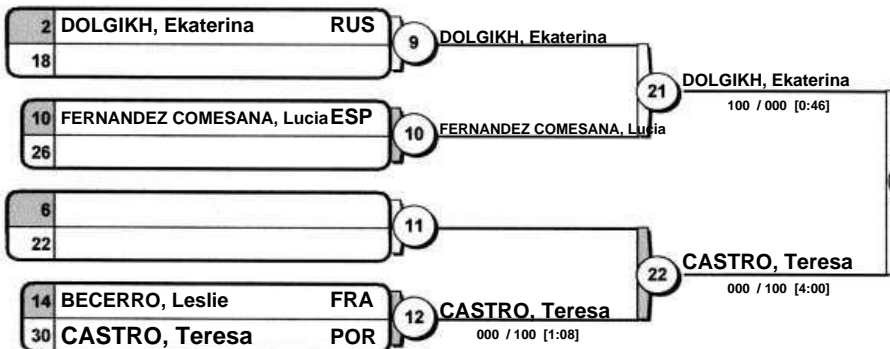 2 DOLGIKH, Ekaterina RUS
18
9 DOLGIKH, Ekaterina
21 DOLGIKH, Ekaterina
100 / 000 [0:46]
10 FERNANDEZ COMESANA, Lucia ESP
26
10 FERNANDEZ COMESANA, Lucia
6
22
11
22 CASTRO, Teresa
000 / 100 [4:00]
14 BECERRO, Leslie FRA
30 CASTRO, Teresa POR
12 CASTRO, Teresa
000 / 100 [1:08]